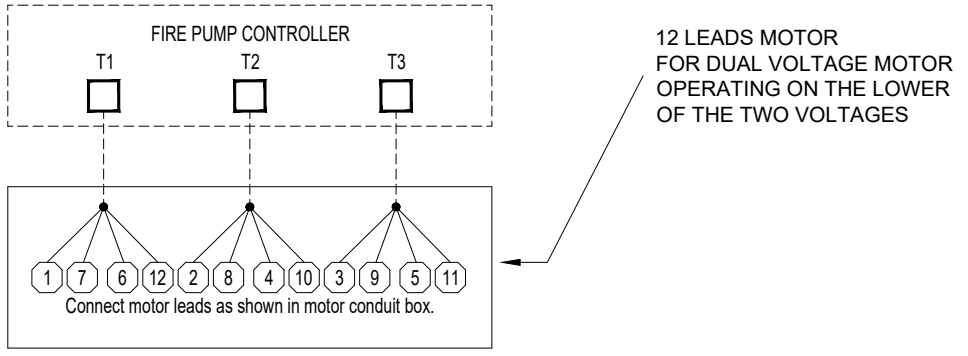 FIRE PUMP CONTROLLER
T1 T2 T3
12 LEADS MOTOR
FOR DUAL VOLTAGE MOTOR
OPERATING ON THE LOWER
OF THE TWO VOLTAGES
1 7 6 12 2 8 4 10 3 9 5 11
Connect motor leads as shown in motor conduit box.